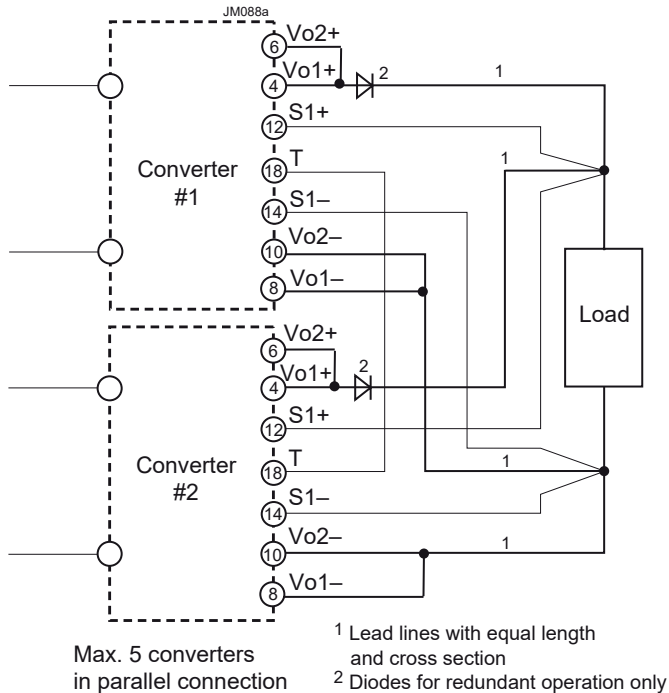 JM088a
Vo2+
6
Vo1+
4
2
1
S1+
12
1
T
18
Converter
#1
S1–
14
Vo2–
10
Vo1–
8
Load
Vo2+
6
Vo1+
4
2
S1+
12
T
18
1
Converter
#2
S1–
14
Vo2–
10
1
Vo1–
8
Max. 5 converters
in parallel connection
1 Lead lines with equal length
and cross section
2 Diodes for redundant operation only